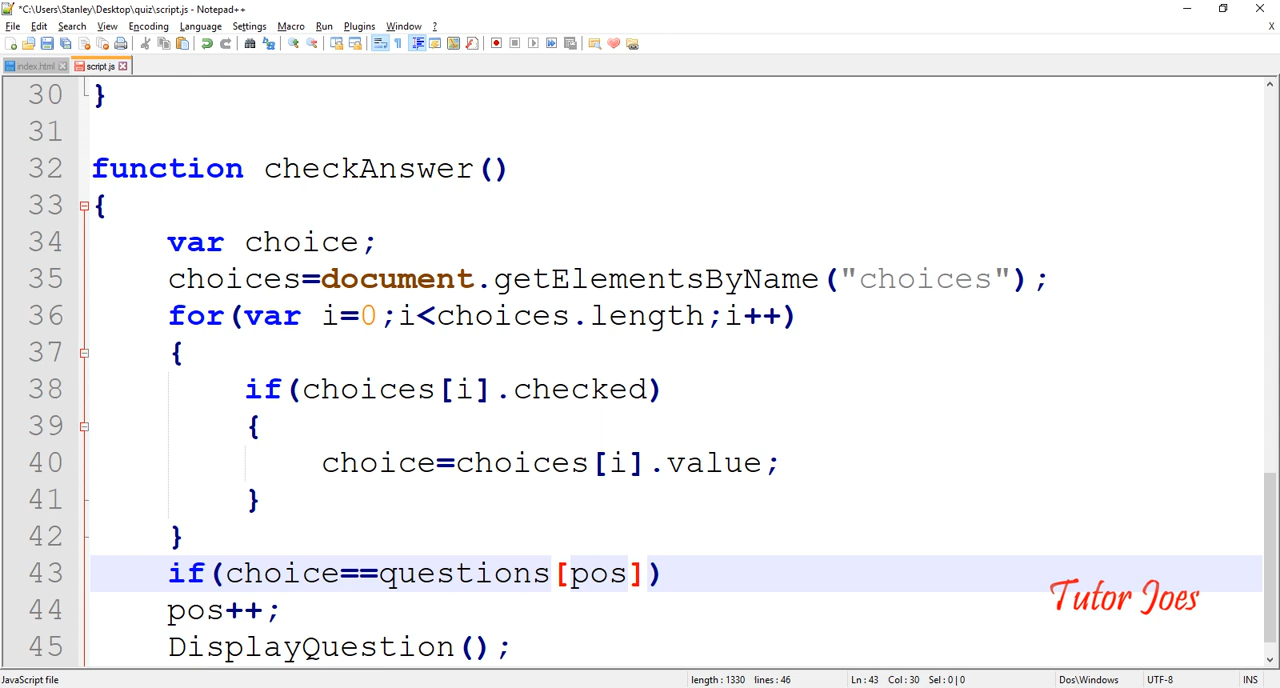 *C:\Users\Stanley\Desktop\quiz\script.js - Notepad++
File Edit Search View Encoding Language Settings Macro Run Plugins Window ?
X
index.html script.js
30 }
31
32 function checkAnswer()
33 {
34 var choice;
35 choices=document.getElementsByName("choices");
36 for(var i=0;i<choices.length;i++)
37 {
38 if(choices[i].checked)
39 {
40 choice=choices[i].value;
41 }
42 }
43 if(choice==questions[pos])
44 pos++;
45 DisplayQuestion();
Tutor Joes
JavaScript file length : 1330 lines : 46 Ln : 43 Col : 30 Sel : 0 | 0 Dos\Windows UTF-8 INS